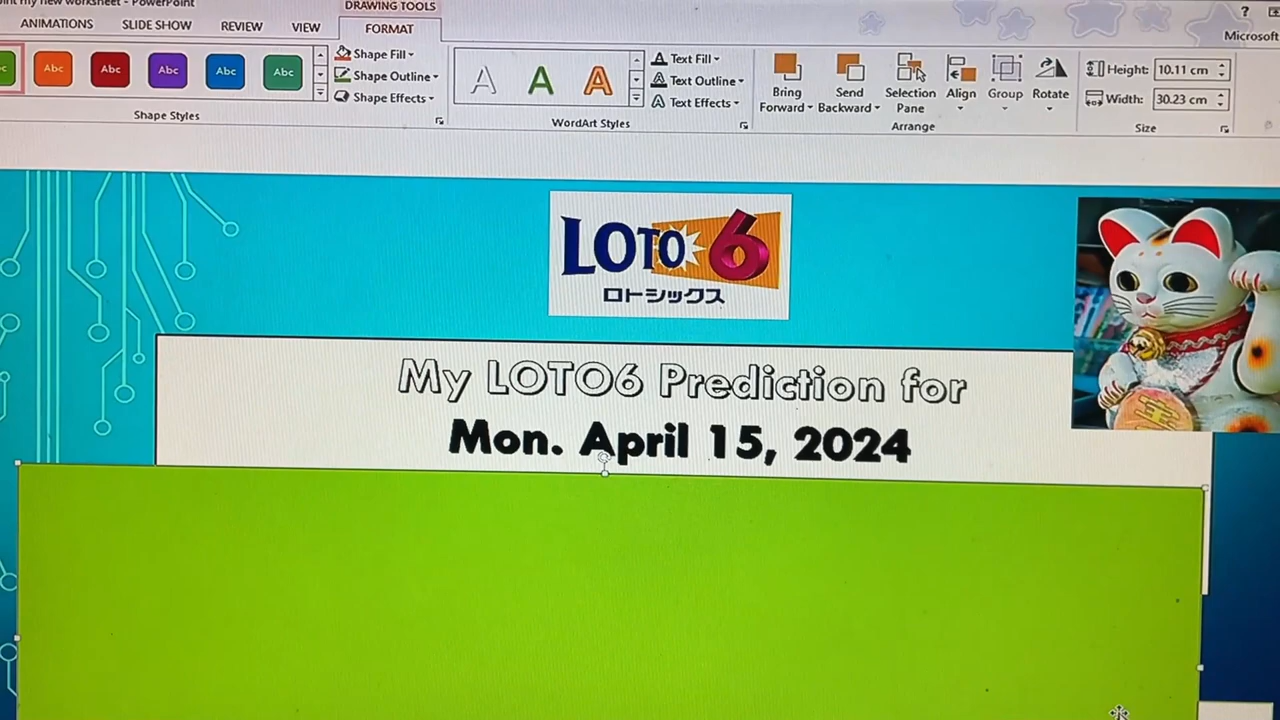 PowerPoint
DRAWING TOOLS
ANIMATIONS SLIDE SHOW REVIEW VIEW FORMAT
Microsoft
Abc Abc Abc Abc Abc
Shape Fill
Shape Outline
Shape Effects
Shape Styles
A A A
Text Fill
Text Outline
Text Effects
WordArt Styles
Bring Forward
Send Backward
Selection Pane
Align
Group
Rotate
Arrange
Height: 10.11 cm
Width: 30.23 cm
Size
LOTO 6
ロトシックス
My LOTO6 Prediction for
Mon. April 15, 2024